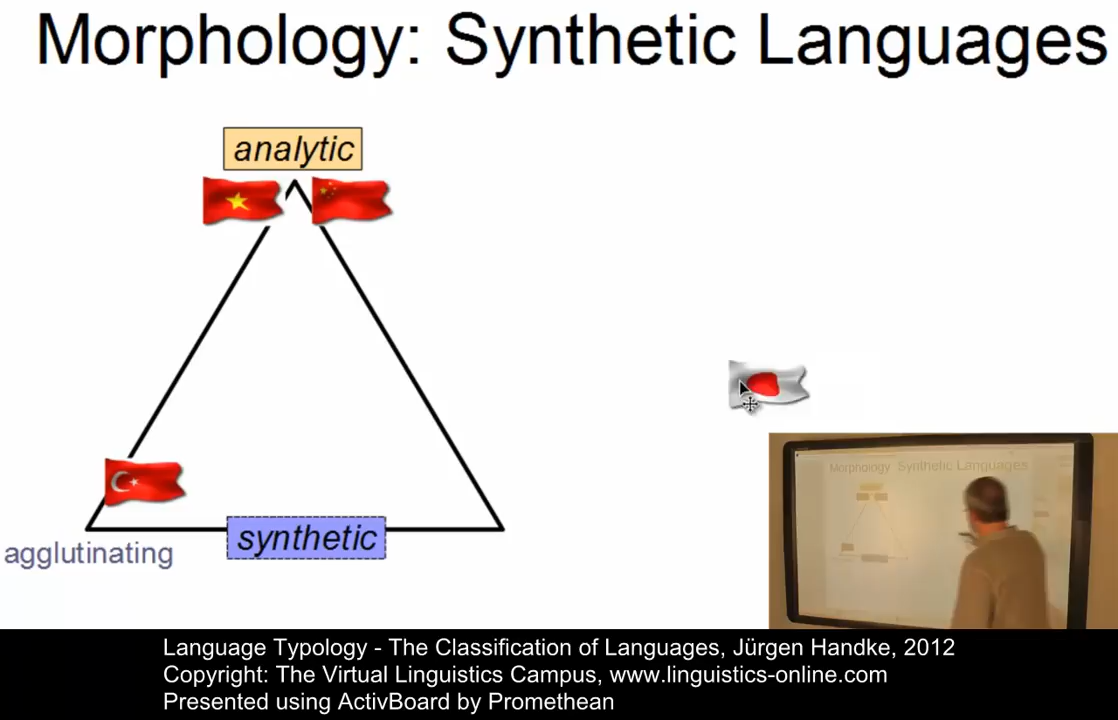 Morphology: Synthetic Languages
analytic
synthetic
agglutinating
Morphology: Synthetic Languages
Language Typology - The Classification of Languages, Jürgen Handke, 2012
Copyright: The Virtual Linguistics Campus, www.linguistics-online.com
Presented using ActivBoard by Promethean